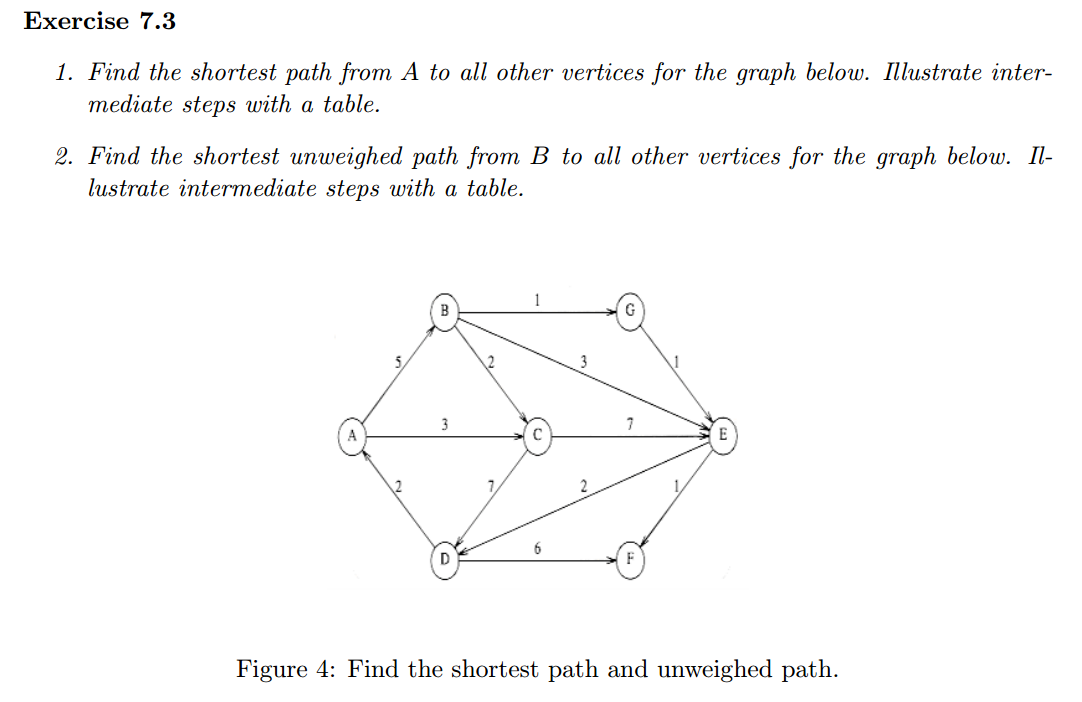 Exercise 7.3
1. Find the shortest path from A to all other vertices for the graph below. Illustrate inter-
mediate steps with a table.
2. Find the shortest unweighed path from B to all other vertices for the graph below. Il-
lustrate intermediate steps with a table.
1
B
G
5
2
3
1
3
7
A
C
E
2
7
2
1
6
D
F
Figure 4: Find the shortest path and unweighed path.